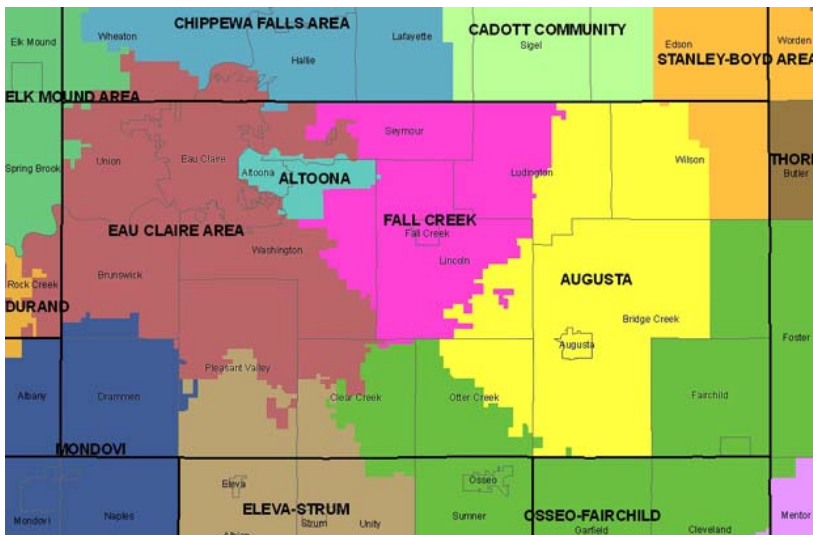 CHIPPEWA FALLS AREA
CADOTT COMMUNITY
Elk Mound
Wheaton
Lafayette
Sigel
Edson
Worden
Hallie
STANLEY-BOYD AREA
ELK MOUND AREA
Seymour
Spring Brook
Union
Eau Claire
Altoona
ALTOONA
Ludington
Wilson
THORP
Butler
EAU CLAIRE AREA
FALL CREEK
Fall Creek
Washington
Lincoln
Brunswick
Rock Creek
AUGUSTA
DURAND
Bridge Creek
Foster
Augusta
Pleasant Valley
Albany
Drammen
Clear Creek
Otter Creek
Fairchild
MONDOVI
Eleva
Osseo
ELEVA-STRUM
OSSEO-FAIRCHILD
Mondovi
Naples
Strum
Unity
Sumner
Garfield
Cleveland
Mentor